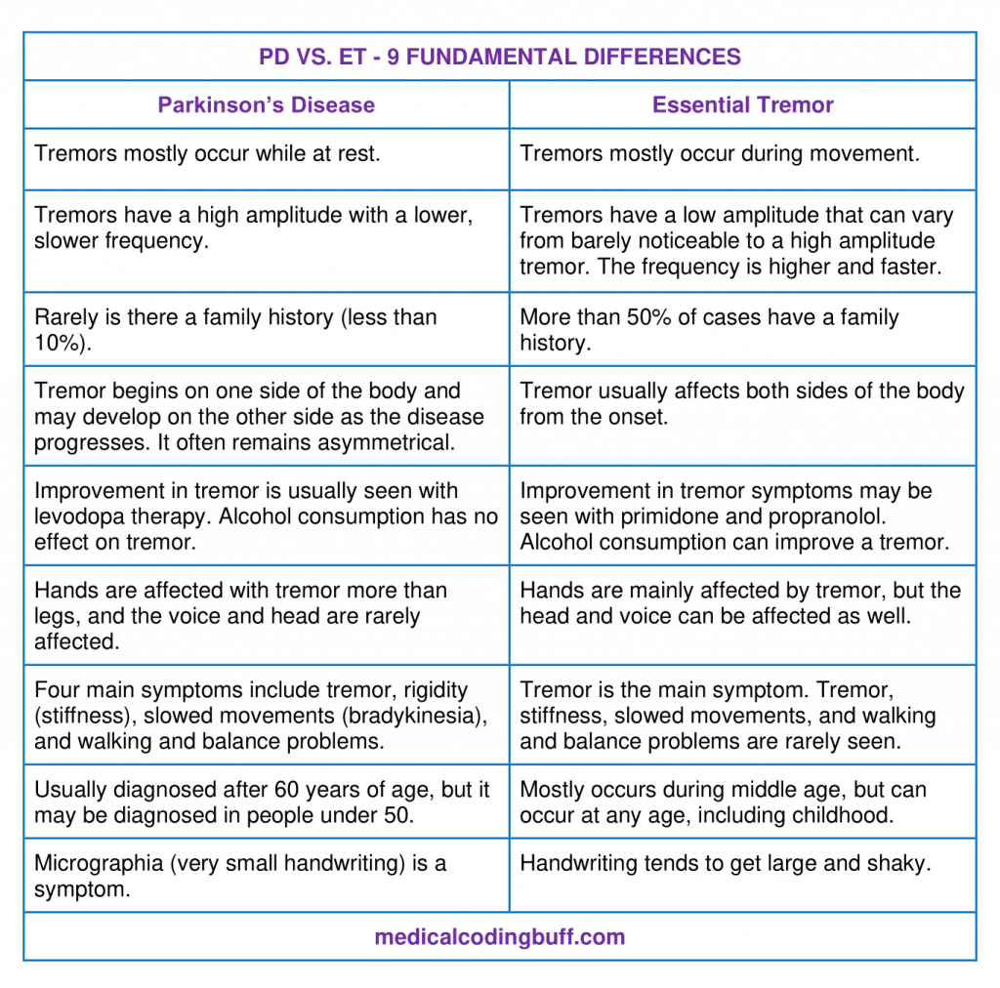 PD VS. ET - 9 FUNDAMENTAL DIFFERENCES
Parkinson’s Disease
Essential Tremor
Tremors mostly occur while at rest.
Tremors mostly occur during movement.
Tremors have a high amplitude with a lower,
slower frequency.
Tremors have a low amplitude that can vary
from barely noticeable to a high amplitude
tremor. The frequency is higher and faster.
Rarely is there a family history (less than
10%).
More than 50% of cases have a family
history.
Tremor begins on one side of the body and
may develop on the other side as the disease
progresses. It often remains asymmetrical.
Tremor usually affects both sides of the body
from the onset.
Improvement in tremor is usually seen with
levodopa therapy. Alcohol consumption has no
effect on tremor.
Improvement in tremor symptoms may be
seen with primidone and propranolol.
Alcohol consumption can improve a tremor.
Hands are affected with tremor more than
legs, and the voice and head are rarely
affected.
Hands are mainly affected by tremor, but the
head and voice can be affected as well.
Four main symptoms include tremor, rigidity
(stiffness), slowed movements (bradykinesia),
and walking and balance problems.
Tremor is the main symptom. Tremor,
stiffness, slowed movements, and walking
and balance problems are rarely seen.
Usually diagnosed after 60 years of age, but it
may be diagnosed in people under 50.
Mostly occurs during middle age, but can
occur at any age, including childhood.
Micrographia (very small handwriting) is a
symptom.
Handwriting tends to get large and shaky.
medicalcodingbuff.com